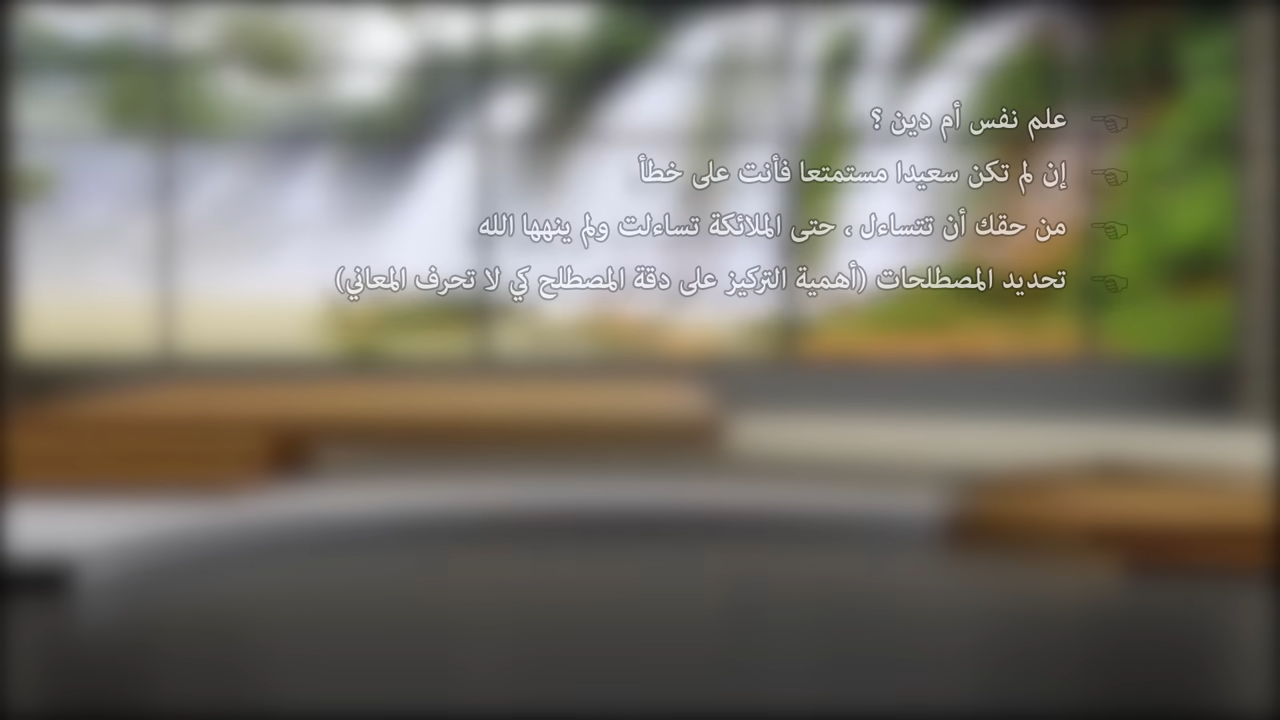 علم نفس أم دين ؟
إن لم تكن سعيدا مستمتعا فأنت على خطأ
من حقك أن تتساءل ، حتى الملائكة تساءلت ولم ينهها الله
تحديد المصطلحات (أهمية التركيز على دقة المصطلح كي لا تحرف المعاني)